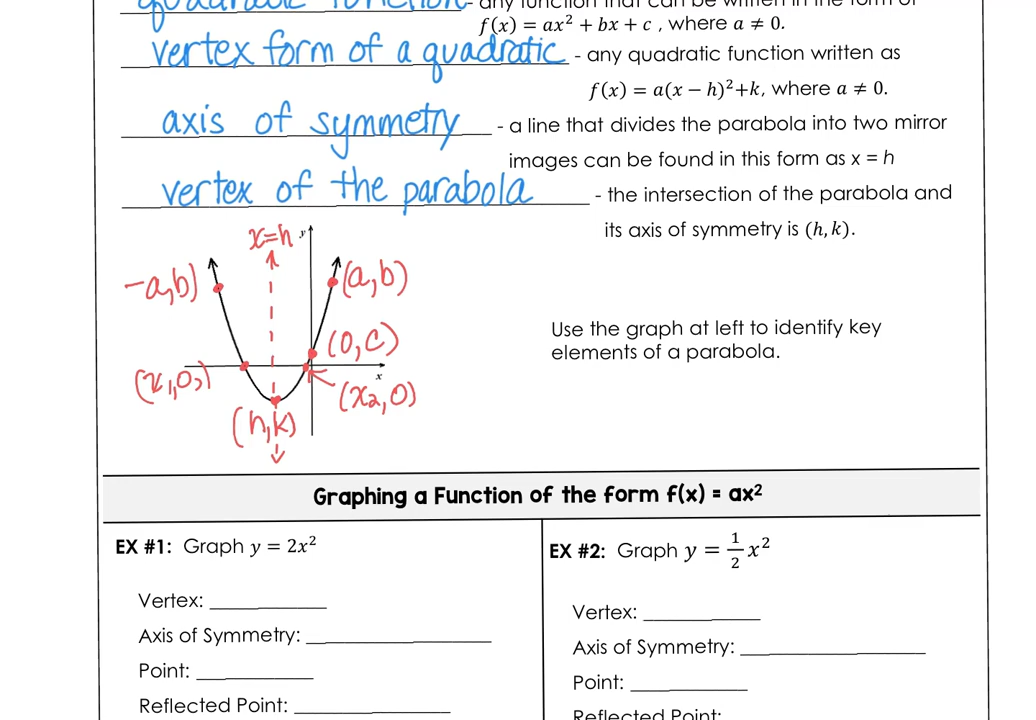 quadratic function - any function that can be written in the form of
f(x) = ax² + bx + c , where a ≠ 0.
vertex form of a quadratic - any quadratic function written as
f(x) = a(x − h)²+k, where a ≠ 0.
axis of symmetry - a line that divides the parabola into two mirror
images can be found in this form as x = h
vertex of the parabola - the intersection of the parabola and
its axis of symmetry is (h, k).
x=h y
-a,b) (a,b)
Use the graph at left to identify key
elements of a parabola.
(0,C)
x
(x₁,0,) (x₂,0)
(h,k)
Graphing a Function of the form f(x) = ax²
EX #1: Graph y = 2x²
Vertex:
Axis of Symmetry:
Point:
Reflected Point:
EX #2: Graph y = 1/2 x²
Vertex:
Axis of Symmetry:
Point:
Reflected Point: